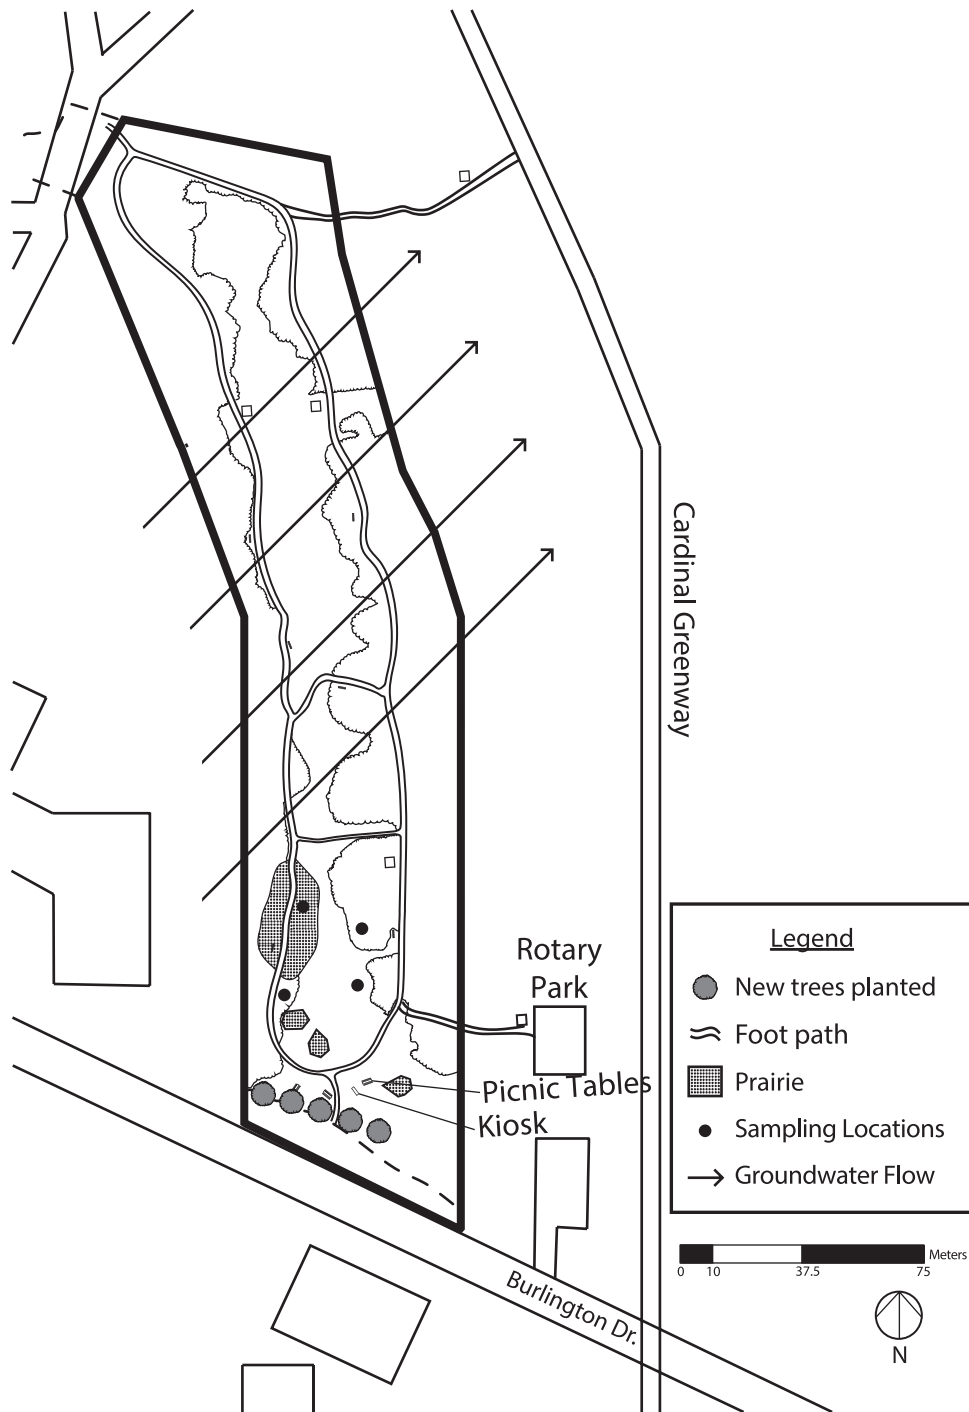 Cardinal Greenway
Rotary
Park
Picnic Tables
Kiosk
Burlington Dr.
Legend
New trees planted
Foot path
Prairie
Sampling Locations
Groundwater Flow
Meters
0 10 37.5 75
N